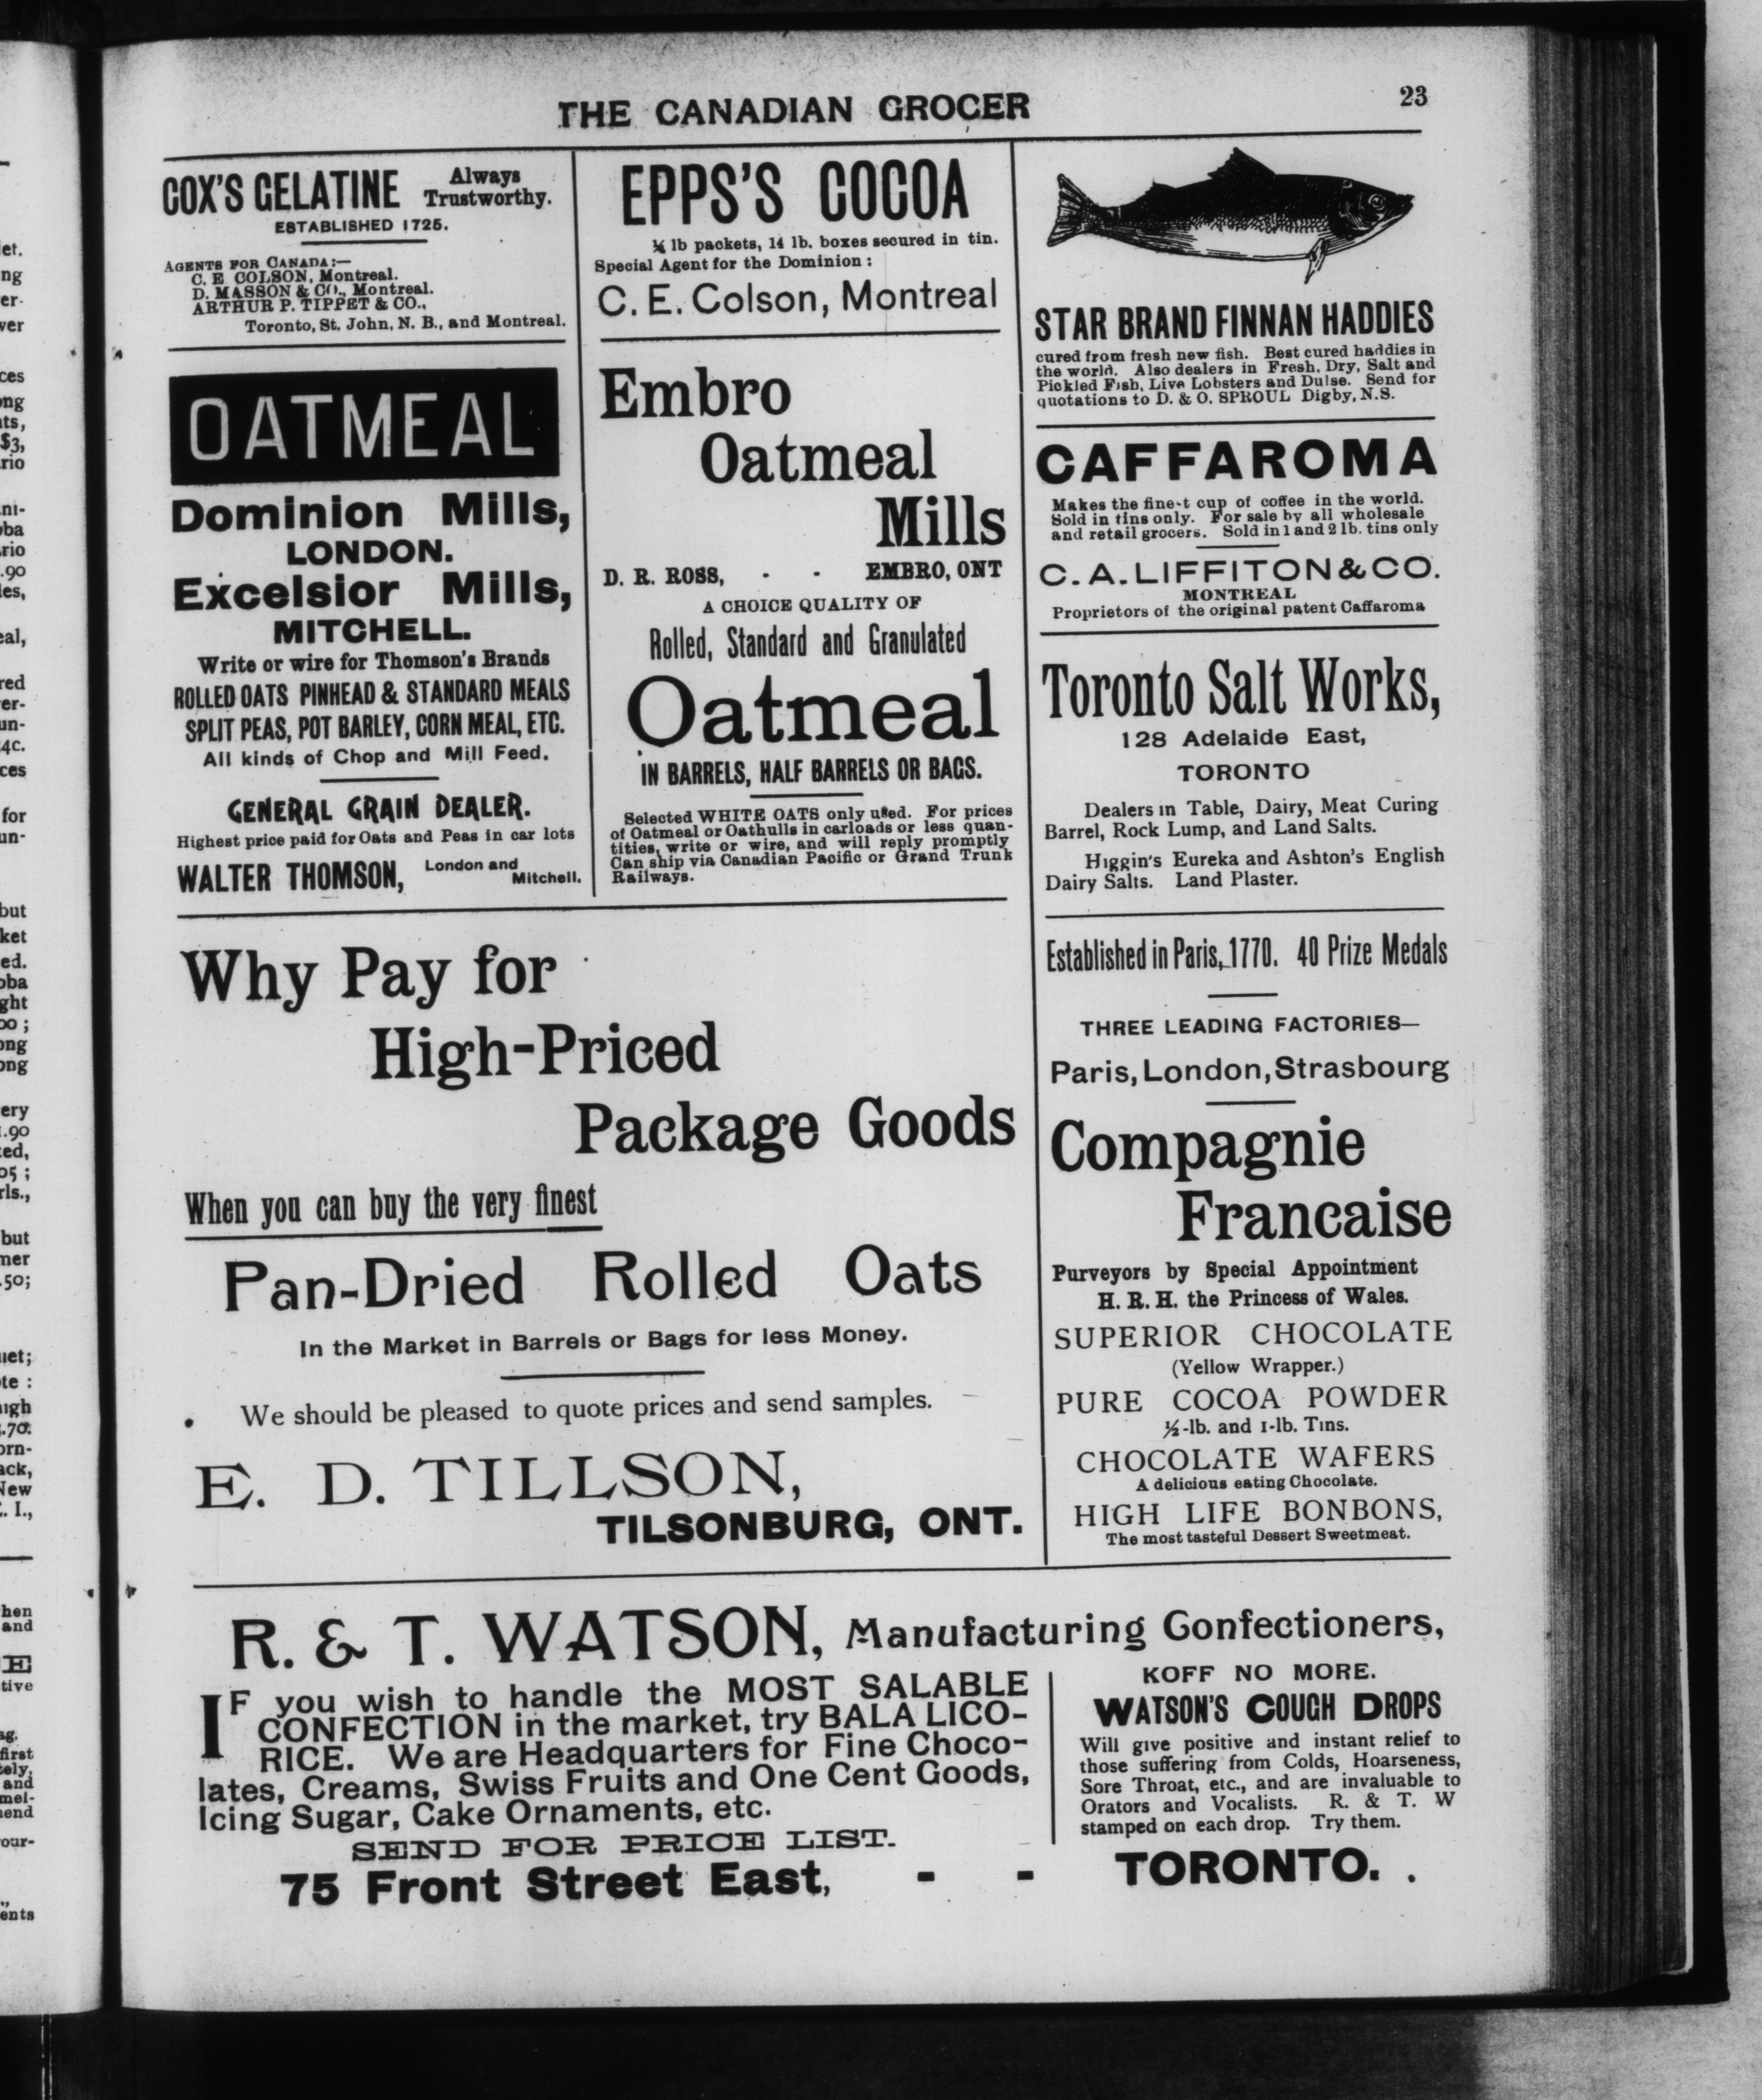 THE CANADIAN GROCER
23
COX'S GELATINE
Always
Trustworthy.
ESTABLISHED 1725.
AGENTS FOR CANADA:—
C. E COLSON, Montreal.
D. MASSON & CO., Montreal.
ARTHUR P. TIPPET & CO.,
Toronto, St. John, N. B., and Montreal.
OATMEAL
Dominion Mills,
LONDON.
Excelsior Mills,
MITCHELL.
Write or wire for Thomson's Brands
ROLLED OATS PINHEAD & STANDARD MEALS
SPLIT PEAS, POT BARLEY, CORN MEAL, ETC.
All kinds of Chop and Mill Feed.
GENERAL GRAIN DEALER.
Highest price paid for Oats and Peas in car lots
WALTER THOMSON,
London and
Mitchell.
EPPS'S COCOA
¼ lb packets, 14 lb. boxes secured in tin.
Special Agent for the Dominion:
C. E. Colson, Montreal
Embro
Oatmeal
Mills
D. R. ROSS, - - EMBRO, ONT
A CHOICE QUALITY OF
Rolled, Standard and Granulated
Oatmeal
IN BARRELS, HALF BARRELS OR BAGS.
Selected WHITE OATS only used. For prices
of Oatmeal or Oathulls in carloads or less quan-
tities, write or wire, and will reply promptly
Can ship via Canadian Pacific or Grand Trunk
Railways.
STAR BRAND FINNAN HADDIES
cured from fresh new fish. Best cured haddies in
the world. Also dealers in Fresh, Dry, Salt and
Pickled Fish, Live Lobsters and Dulse. Send for
quotations to D. & O. SPROUL Digby, N.S.
CAFFAROMA
Makes the finest cup of coffee in the world.
Sold in tins only. For sale by all wholesale
and retail grocers. Sold in 1 and 2 lb. tins only
C. A. LIFFITON & CO.
MONTREAL
Proprietors of the original patent Caffaroma
Toronto Salt Works,
128 Adelaide East,
TORONTO
Dealers in Table, Dairy, Meat Curing
Barrel, Rock Lump, and Land Salts.
Higgin's Eureka and Ashton's English
Dairy Salts. Land Plaster.
Established in Paris, 1770. 40 Prize Medals
THREE LEADING FACTORIES—
Paris, London, Strasbourg
Compagnie
Francaise
Purveyors by Special Appointment
H. R. H. the Princess of Wales.
SUPERIOR CHOCOLATE
(Yellow Wrapper.)
PURE COCOA POWDER
½-lb. and 1-lb. Tins.
CHOCOLATE WAFERS
A delicious eating Chocolate.
HIGH LIFE BONBONS,
The most tasteful Dessert Sweetmeat.
Why Pay for
High-Priced
Package Goods
When you can buy the very finest
Pan-Dried Rolled Oats
In the Market in Barrels or Bags for less Money.
We should be pleased to quote prices and send samples.
E. D. TILLSON,
TILSONBURG, ONT.
R. & T. WATSON, Manufacturing Confectioners,
IF you wish to handle the MOST SALABLE
CONFECTION in the market, try BALA LICO-
RICE. We are Headquarters for Fine Choco-
lates, Creams, Swiss Fruits and One Cent Goods,
Icing Sugar, Cake Ornaments, etc.
SEND FOR PRICE LIST.
KOFF NO MORE.
WATSON'S COUGH DROPS
Will give positive and instant relief to
those suffering from Colds, Hoarseness,
Sore Throat, etc., and are invaluable to
Orators and Vocalists. R. & T. W
stamped on each drop. Try them.
75 Front Street East, - - TORONTO.